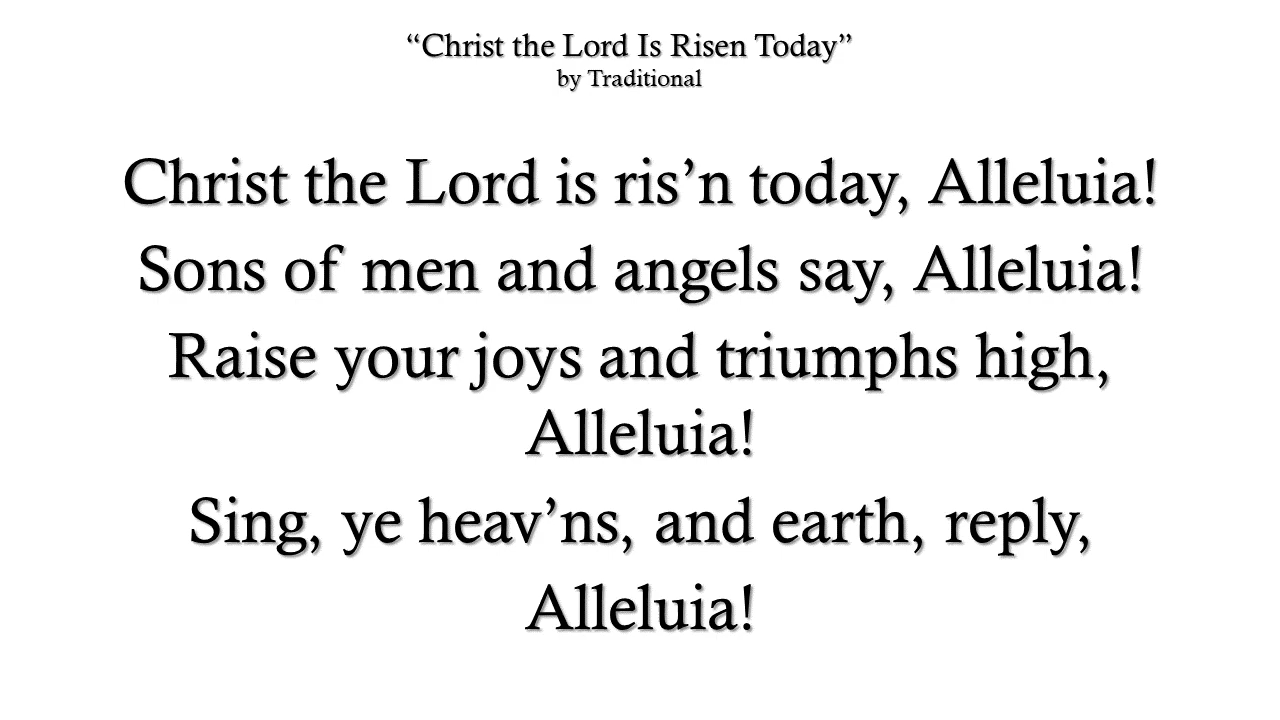 “Christ the Lord Is Risen Today”
by Traditional
Christ the Lord is ris’n today, Alleluia!
Sons of men and angels say, Alleluia!
Raise your joys and triumphs high,
Alleluia!
Sing, ye heav’ns, and earth, reply,
Alleluia!